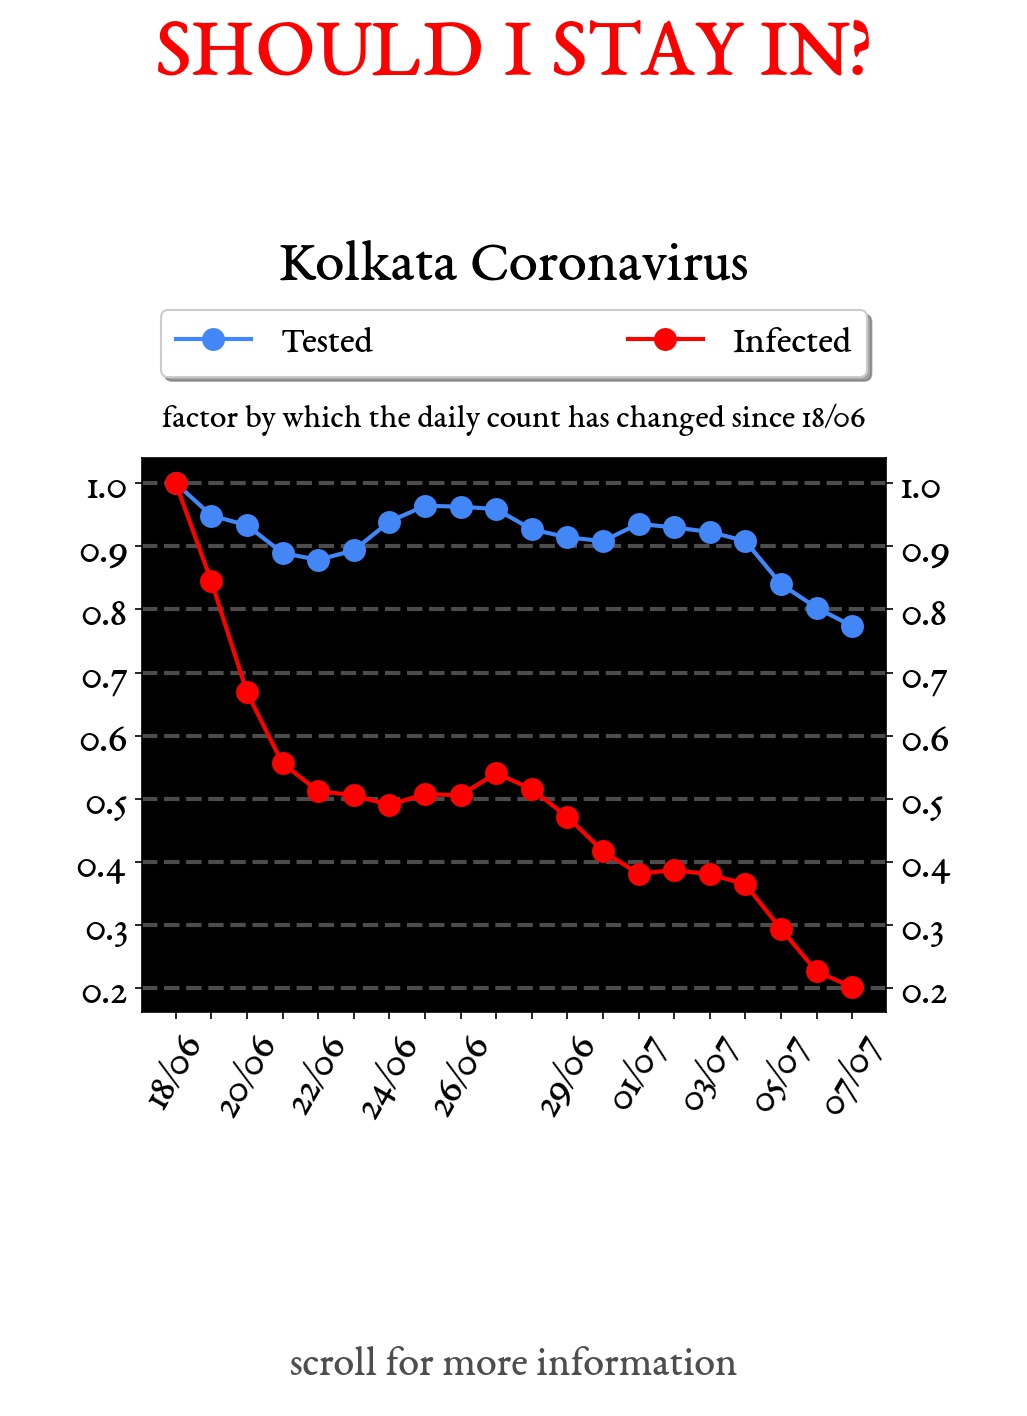 SHOULD I STAY IN?
Kolkata Coronavirus
Tested Infected
factor by which the daily count has changed since 18/06
1.0 1.0
0.9 0.9
0.8 0.8
0.7 0.7
0.6 0.6
0.5 0.5
0.4 0.4
0.3 0.3
0.2 0.2
18/06 20/06 22/06 24/06 26/06 29/06 01/07 03/07 05/07 07/07
scroll for more information